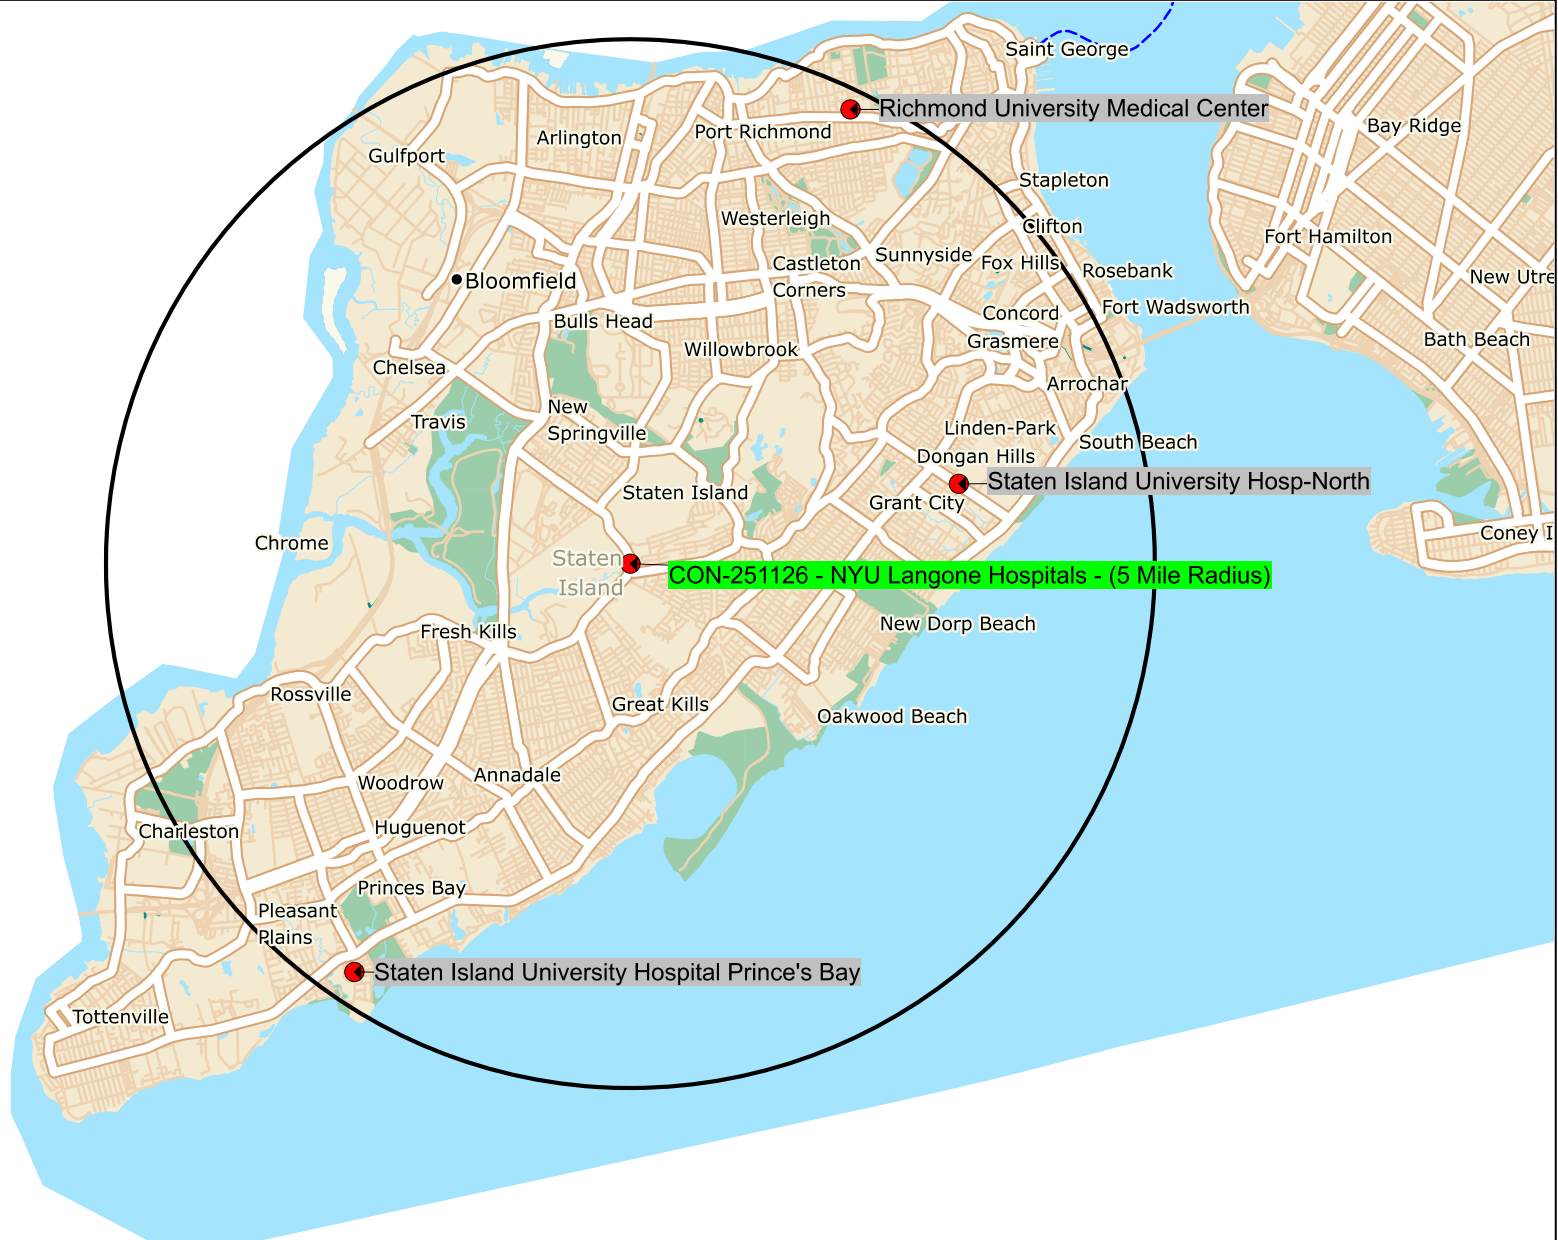 Saint George
Richmond University Medical Center
Port Richmond
Arlington
Bay Ridge
Gulfport
Stapleton
Westerleigh
Clifton
Fort Hamilton
Sunnyside
Castleton
Corners
Fox Hills
Rosebank
New Utre
Bloomfield
Fort Wadsworth
Concord
Bulls Head
Grasmere
Bath Beach
Willowbrook
Chelsea
Arrochar
New
Springville
Travis
Linden-Park
South Beach
Dongan Hills
Staten Island University Hosp-North
Staten Island
Grant City
Coney I
Chrome
Staten
Island
CON-251126 - NYU Langone Hospitals - (5 Mile Radius)
New Dorp Beach
Fresh Kills
Rossville
Great Kills
Oakwood Beach
Annadale
Woodrow
Huguenot
Charleston
Princes Bay
Pleasant
Plains
Staten Island University Hospital Prince's Bay
Tottenville